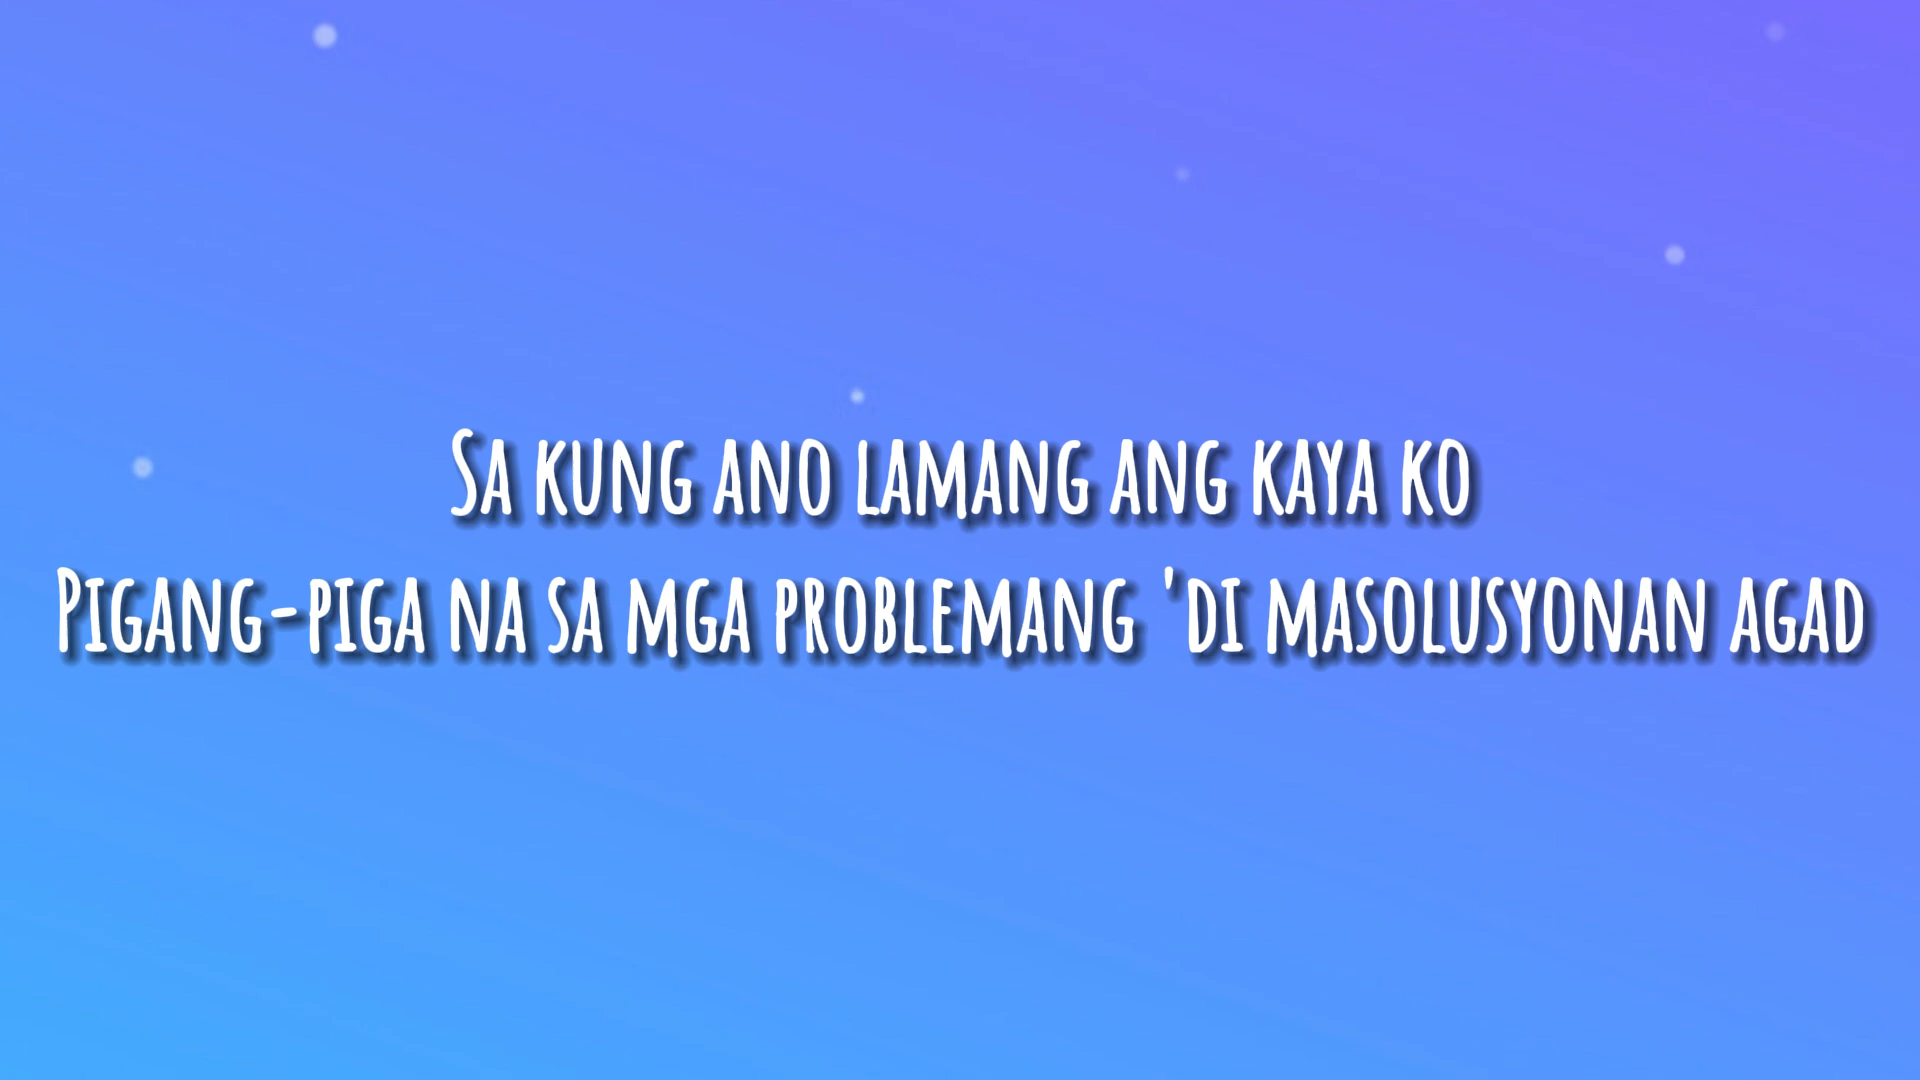 Sa kung ano lamang ang kaya ko
Pigang-piga na sa mga problemang 'di masolusyonan agad